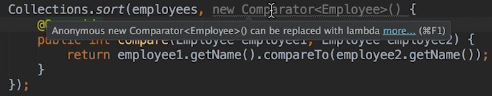 Collections.sort(employees, new Comparator<Employee>() {
Anonymous new Comparator<Employee>() can be replaced with lambda more... (⌘F1)
public int compare(Employee employee1, Employee employee2) {
return employee1.getName().compareTo(employee2.getName());
}
});